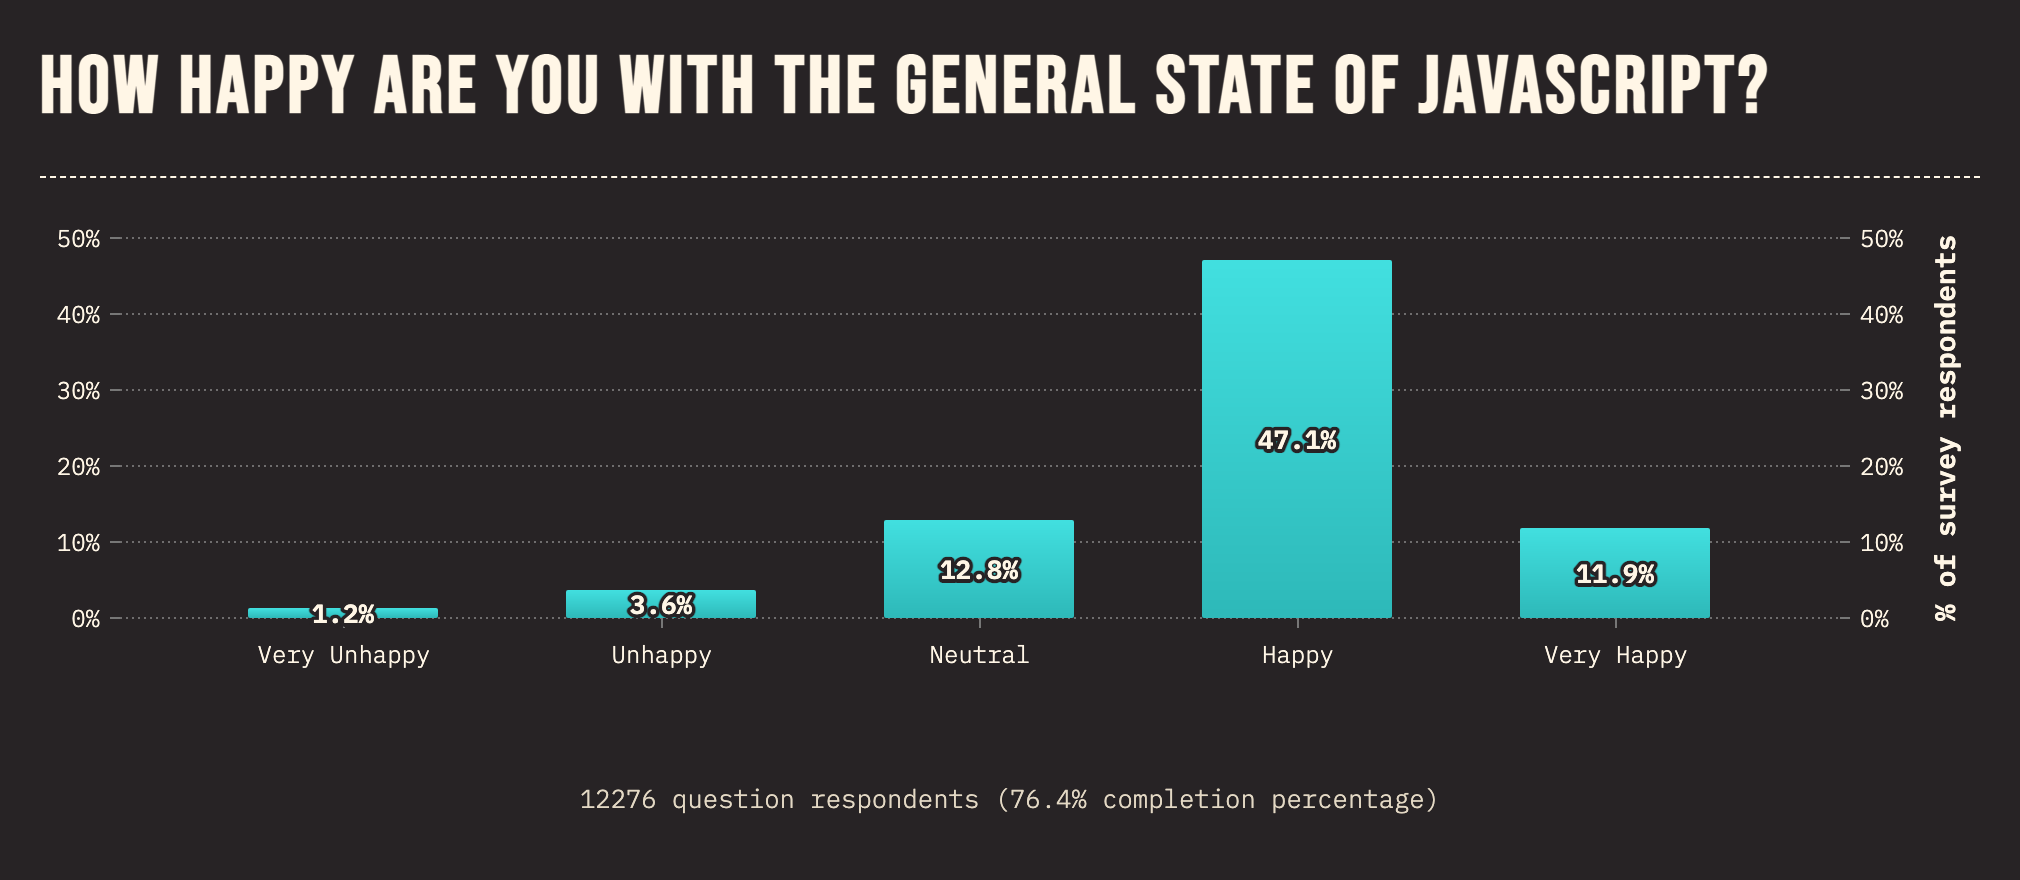 HOW HAPPY ARE YOU WITH THE GENERAL STATE OF JAVASCRIPT?
50%
40%
30%
20%
10%
0%
50%
40%
30%
20%
10%
0%
% of survey respondents
1.2%
3.6%
12.8%
47.1%
11.9%
Very Unhappy
Unhappy
Neutral
Happy
Very Happy
12276 question respondents (76.4% completion percentage)